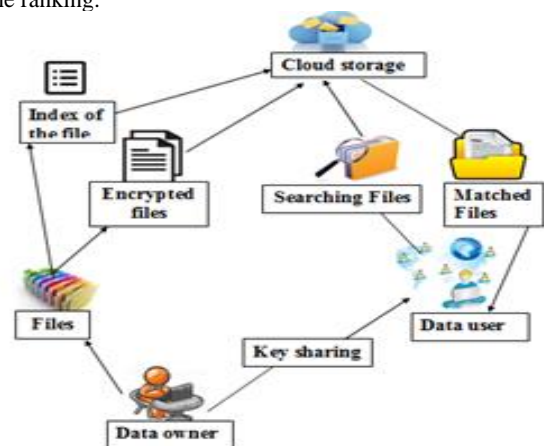 ne ranking.
Cloud storage
Index of
the file
Encrypted
files
Searching Files
Matched
Files
Files
Data user
Key sharing
Data owner